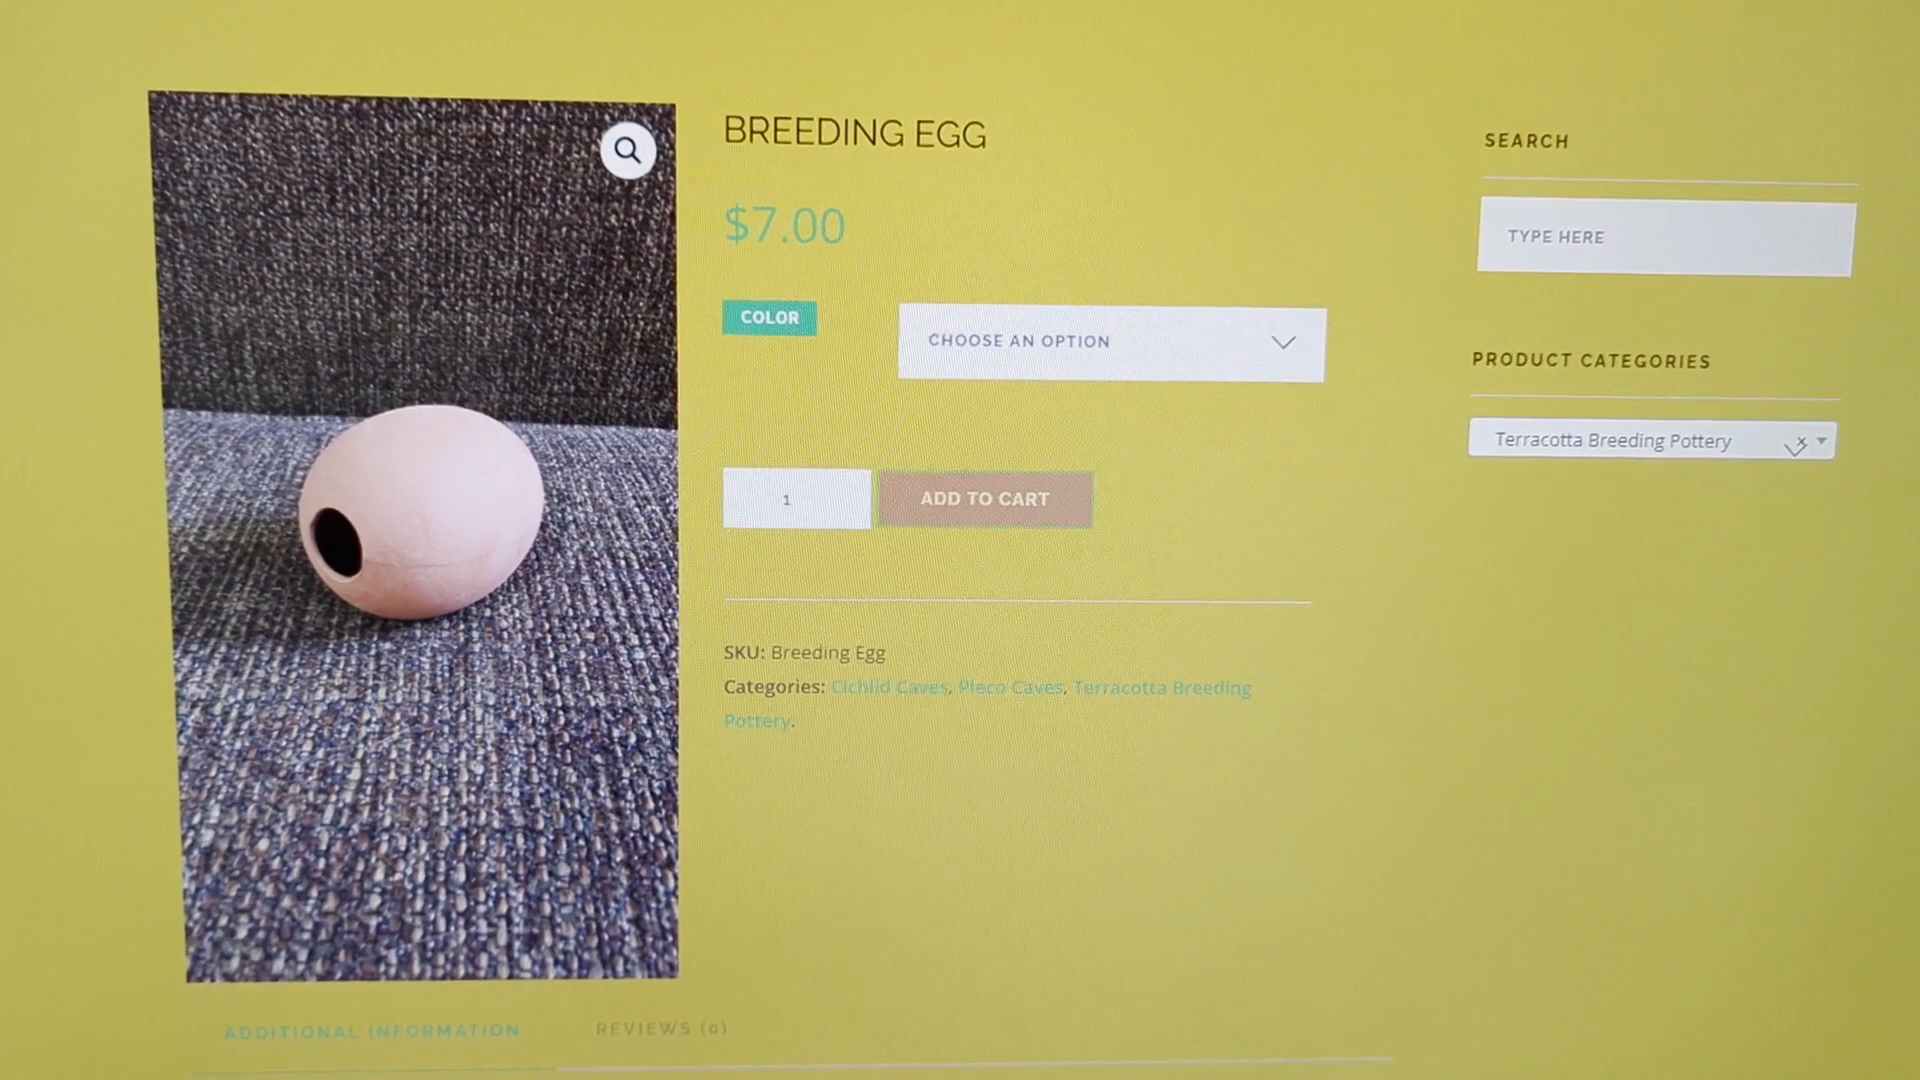 BREEDING EGG
$7.00
COLOR
CHOOSE AN OPTION
1
ADD TO CART
SKU: Breeding Egg
Categories: Cichlid Caves, Pleco Caves, Terracotta Breeding
Pottery.
SEARCH
TYPE HERE
PRODUCT CATEGORIES
Terracotta Breeding Pottery
ADDITIONAL INFORMATION
REVIEWS (0)